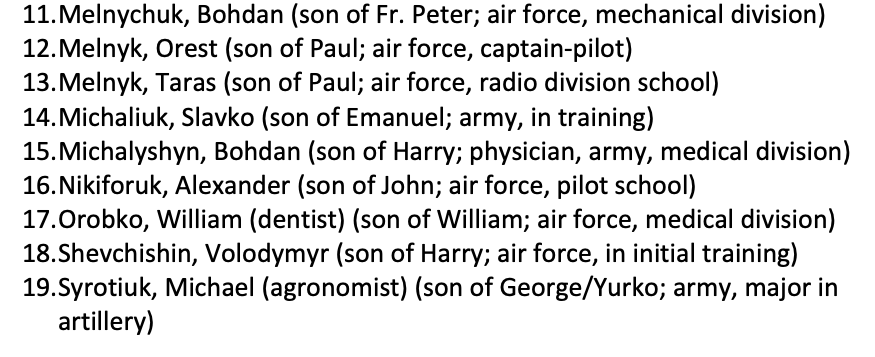 11.Melnychuk, Bohdan (son of Fr. Peter; air force, mechanical division)
12.Melnyk, Orest (son of Paul; air force, captain-pilot)
13.Melnyk, Taras (son of Paul; air force, radio division school)
14.Michaliuk, Slavko (son of Emanuel; army, in training)
15.Michalyshyn, Bohdan (son of Harry; physician, army, medical division)
16.Nikiforuk, Alexander (son of John; air force, pilot school)
17.Orobko, William (dentist) (son of William; air force, medical division)
18.Shevchishin, Volodymyr (son of Harry; air force, in initial training)
19.Syrotiuk, Michael (agronomist) (son of George/Yurko; army, major in
artillery)